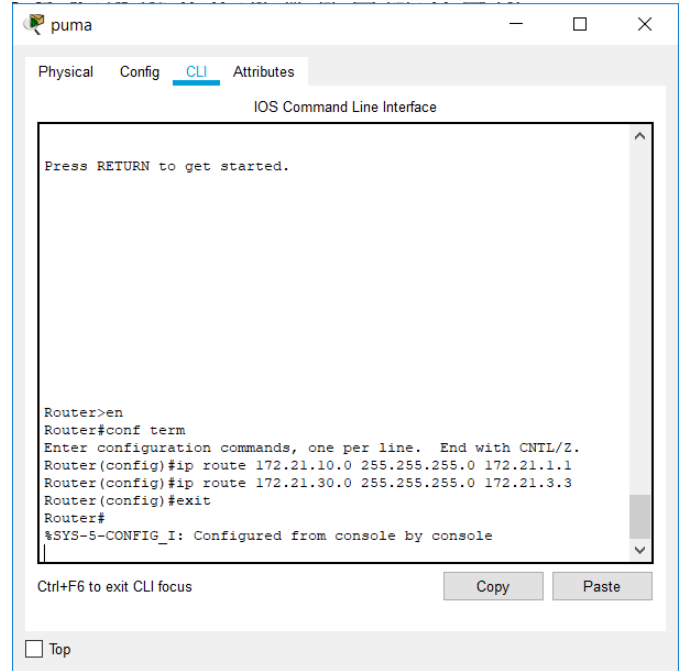 puma
Physical Config CLI Attributes
IOS Command Line Interface
Press RETURN to get started.
Router>en
Router#conf term
Enter configuration commands, one per line.  End with CNTL/Z.
Router(config)#ip route 172.21.10.0 255.255.255.0 172.21.1.1
Router(config)#ip route 172.21.30.0 255.255.255.0 172.21.3.3
Router(config)#exit
Router#
%SYS-5-CONFIG_I: Configured from console by console
Ctrl+F6 to exit CLI focus Copy Paste
Top